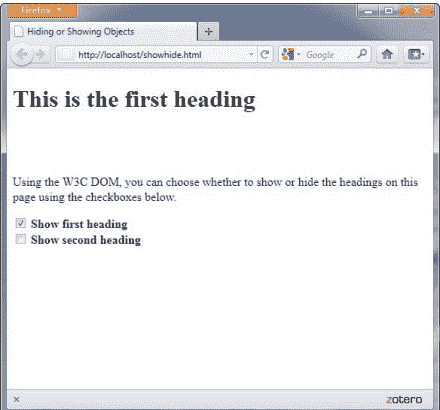 Firefox
Hiding or Showing Objects
http://localhost/showhide.html
Google
This is the first heading
Using the W3C DOM, you can choose whether to show or hide the headings on this
page using the checkboxes below.
Show first heading
Show second heading
zotero